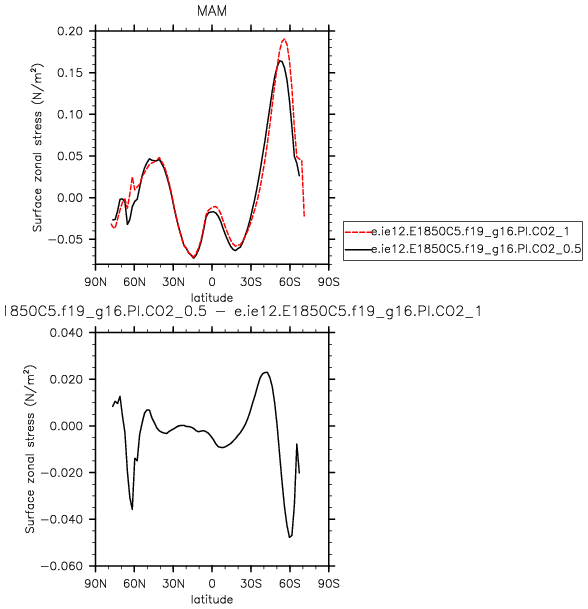 MAM
Surface zonal stress (N/m²)
0.20
0.15
0.10
0.05
0.00
−0.05
90N 60N 30N 0 30S 60S 90S
latitude
e.ie12.E1850C5.f19_g16.PI.CO2_1
e.ie12.E1850C5.f19_g16.PI.CO2_0.5
1850C5.f19_g16.PI.CO2_0.5 − e.ie12.E1850C5.f19_g16.PI.CO2_1
Surface zonal stress (N/m²)
0.040
0.020
0.000
−0.020
−0.040
−0.060
90N 60N 30N 0 30S 60S 90S
latitude